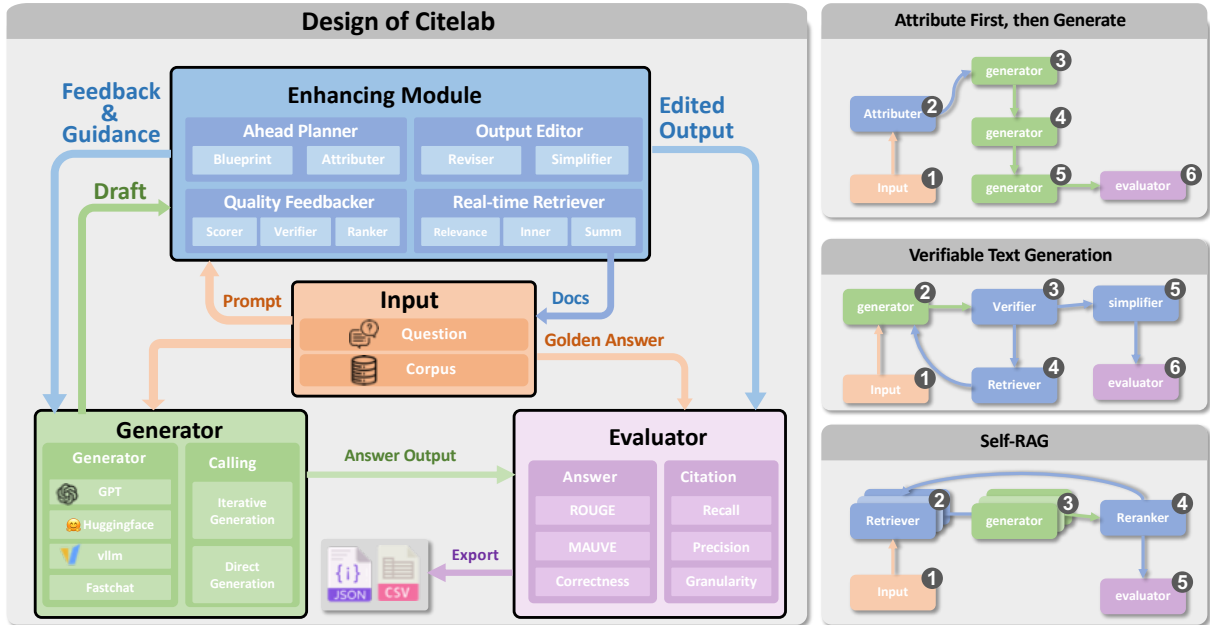 Design of Citelab
Feedback
&
Guidance
Enhancing Module
Edited
Output
Ahead Planner
Blueprint
Attributer
Output Editor
Reviser
Simplifier
Draft
Quality Feedbacker
Scorer
Verifier
Ranker
Real-time Retriever
Relevance
Inner
Summ
Prompt
Input
Docs
Question
Corpus
Golden Answer
Generator
Generator
GPT
Huggingface
vllm
Fastchat
Calling
Iterative
Generation
Direct
Generation
Answer Output
Export
{i}
JSON
CSV
Evaluator
Answer
ROUGE
MAUVE
Correctness
Citation
Recall
Precision
Granularity
Attribute First, then Generate
Input 1
Attributer 2
generator 3
generator 4
generator 5
evaluator 6
Verifiable Text Generation
Input 1
generator 2
Verifier 3
Retriever 4
simplifier 5
evaluator 6
Self-RAG
Input 1
Retriever 2
generator 3
Reranker 4
evaluator 5